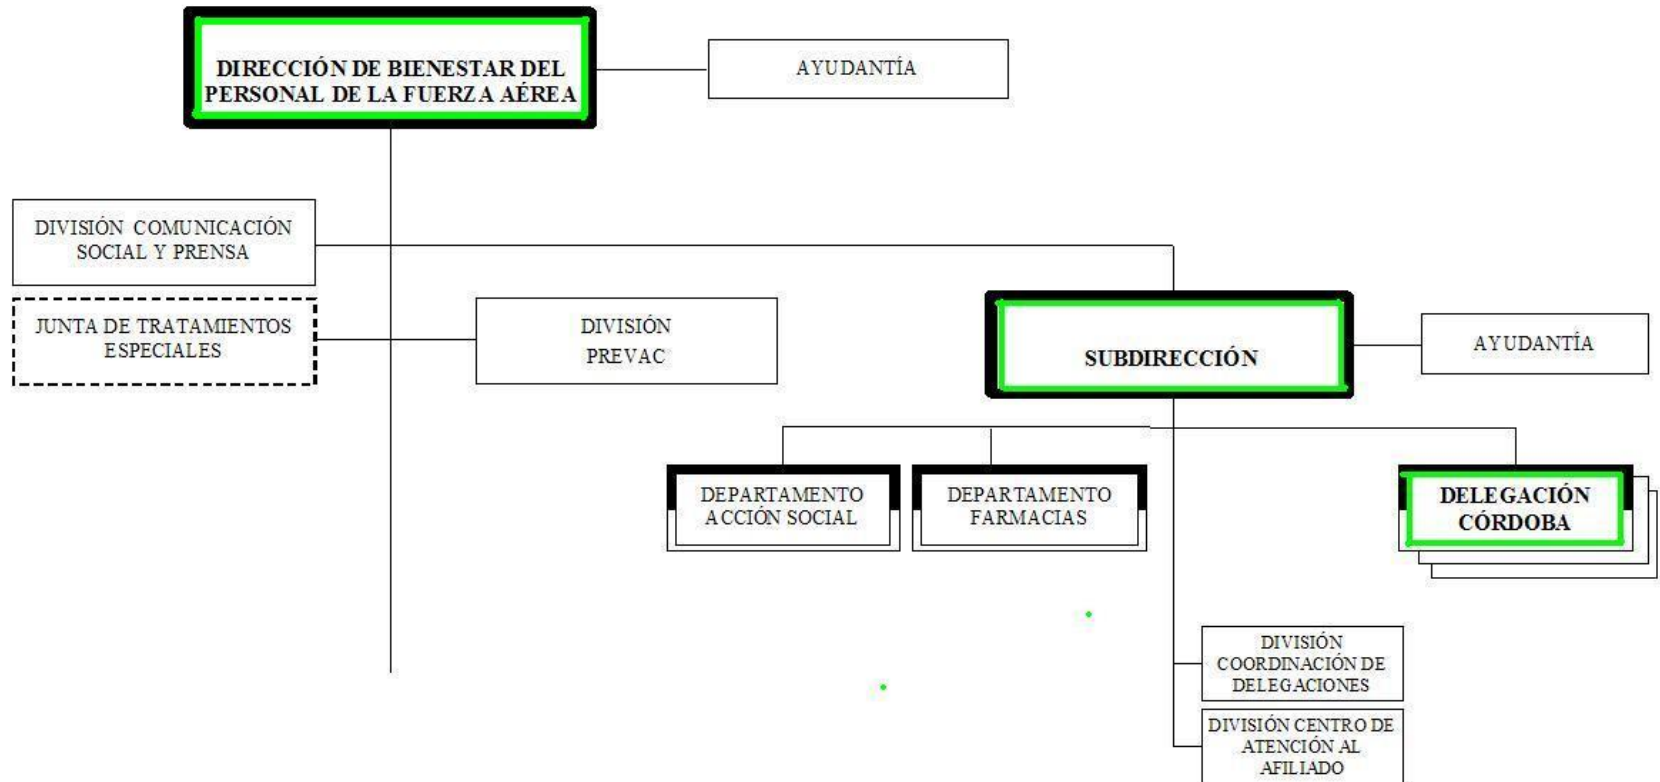 DIRECCIÓN DE BIENESTAR DEL
PERSONAL DE LA FUERZA AÉREA
AYUDANTÍA
DIVISIÓN COMUNICACIÓN
SOCIAL Y PRENSA
JUNTA DE TRATAMIENTOS
ESPECIALES
DIVISIÓN
PREVAC
SUBDIRECCIÓN
AYUDANTÍA
DEPARTAMENTO
ACCIÓN SOCIAL
DEPARTAMENTO
FARMACIAS
DELEGACIÓN
CÓRDOBA
DIVISIÓN
COORDINACIÓN DE
DELEGACIONES
DIVISIÓN CENTRO DE
ATENCIÓN AL
AFILIADO